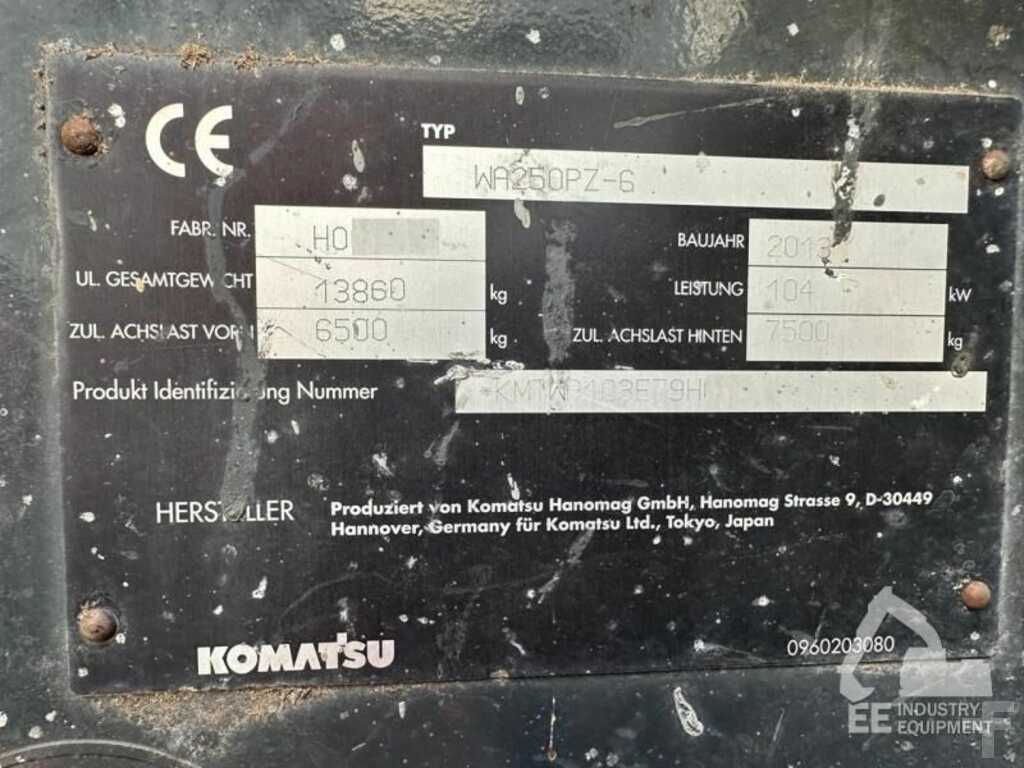 CE
TYP
WA250PZ-6
FABR. NR. HO
BAUJAHR 2013
UL. GESAMTGEWICHT 13860 kg
LEISTUNG 104 kW
ZUL. ACHSLAST VORN 6500 kg
ZUL. ACHSLAST HINTEN 7500 kg
Produkt Identifizierung Nummer
HERSTELLER
Produziert von Komatsu Hanomag GmbH, Hanomag Strasse 9, D-30449
Hannover, Germany für Komatsu Ltd., Tokyo, Japan
KOMATSU
0960203080
EE INDUSTRY
EQUIPMENT